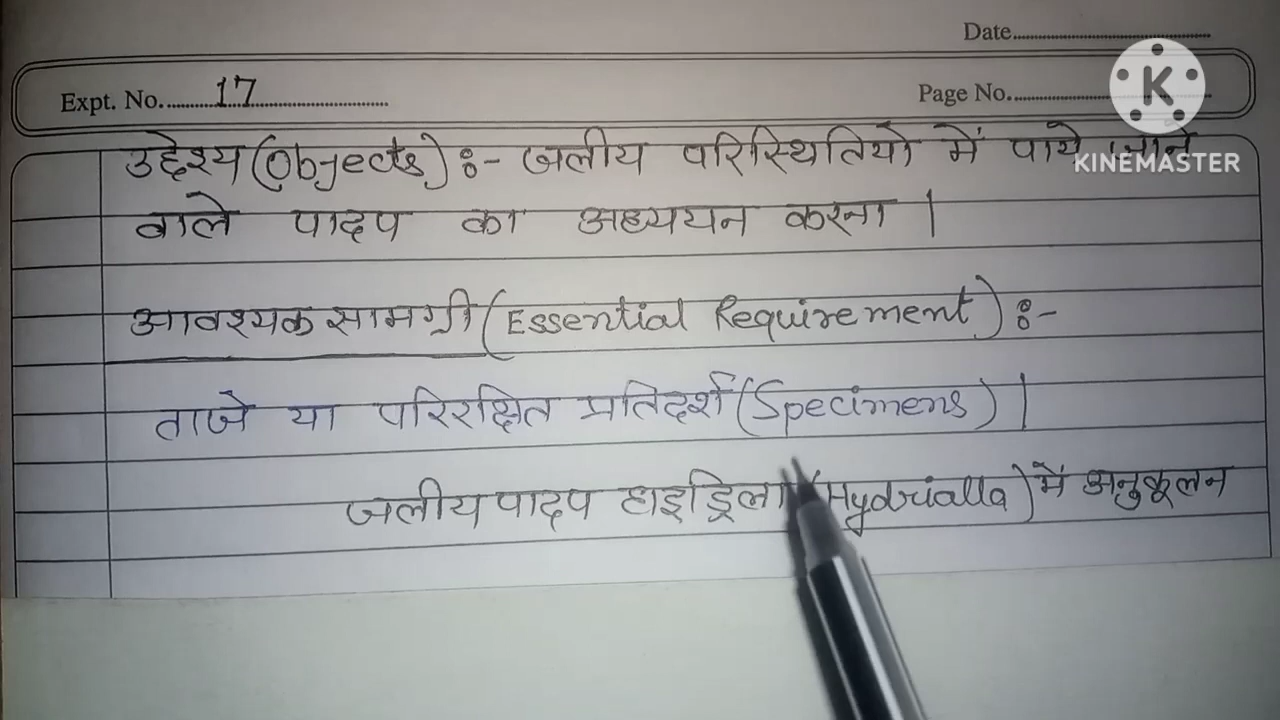 Date
Expt. No. 17 Page No.
उद्देश्य (Objects) :- जलीय परिस्थितियो में पाये जाने
वाले पादप का अध्ययन करना |
आवश्यक सामग्री (Essential Requirement) :-
ताजे या परिरक्षित प्रतिदर्श (Specimens) |
जलीय पादप हाइड्रिला (Hydrialla) में अनुकूलन
K
KINEMASTER